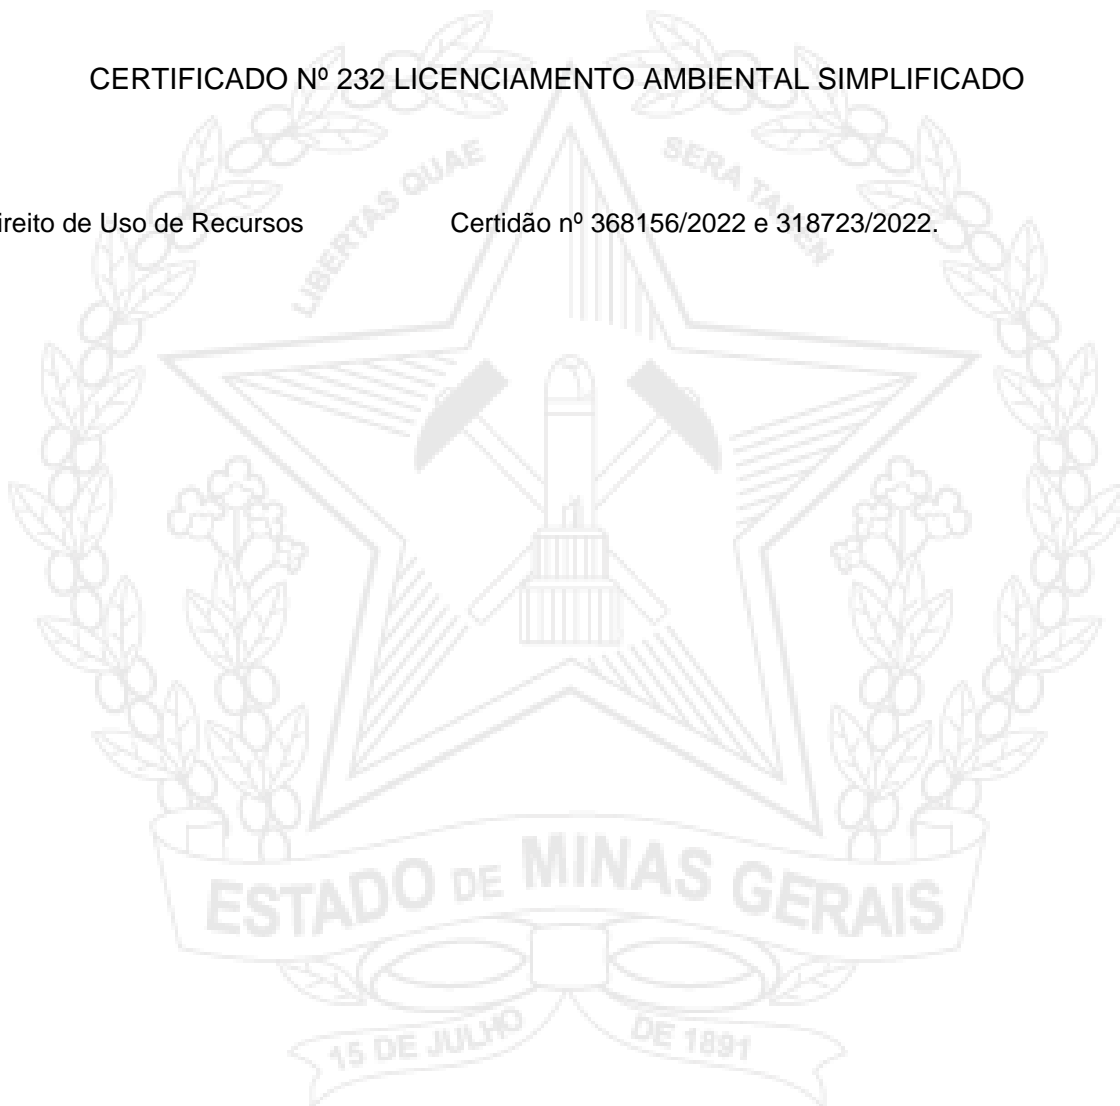 CERTIFICADO Nº 232 LICENCIAMENTO AMBIENTAL SIMPLIFICADO
LIBERTAS QUAE SERA TAMEN
ireito de Uso de Recursos Certidão nº 368156/2022 e 318723/2022.
ESTADO DE MINAS GERAIS
15 DE JULHO DE 1891